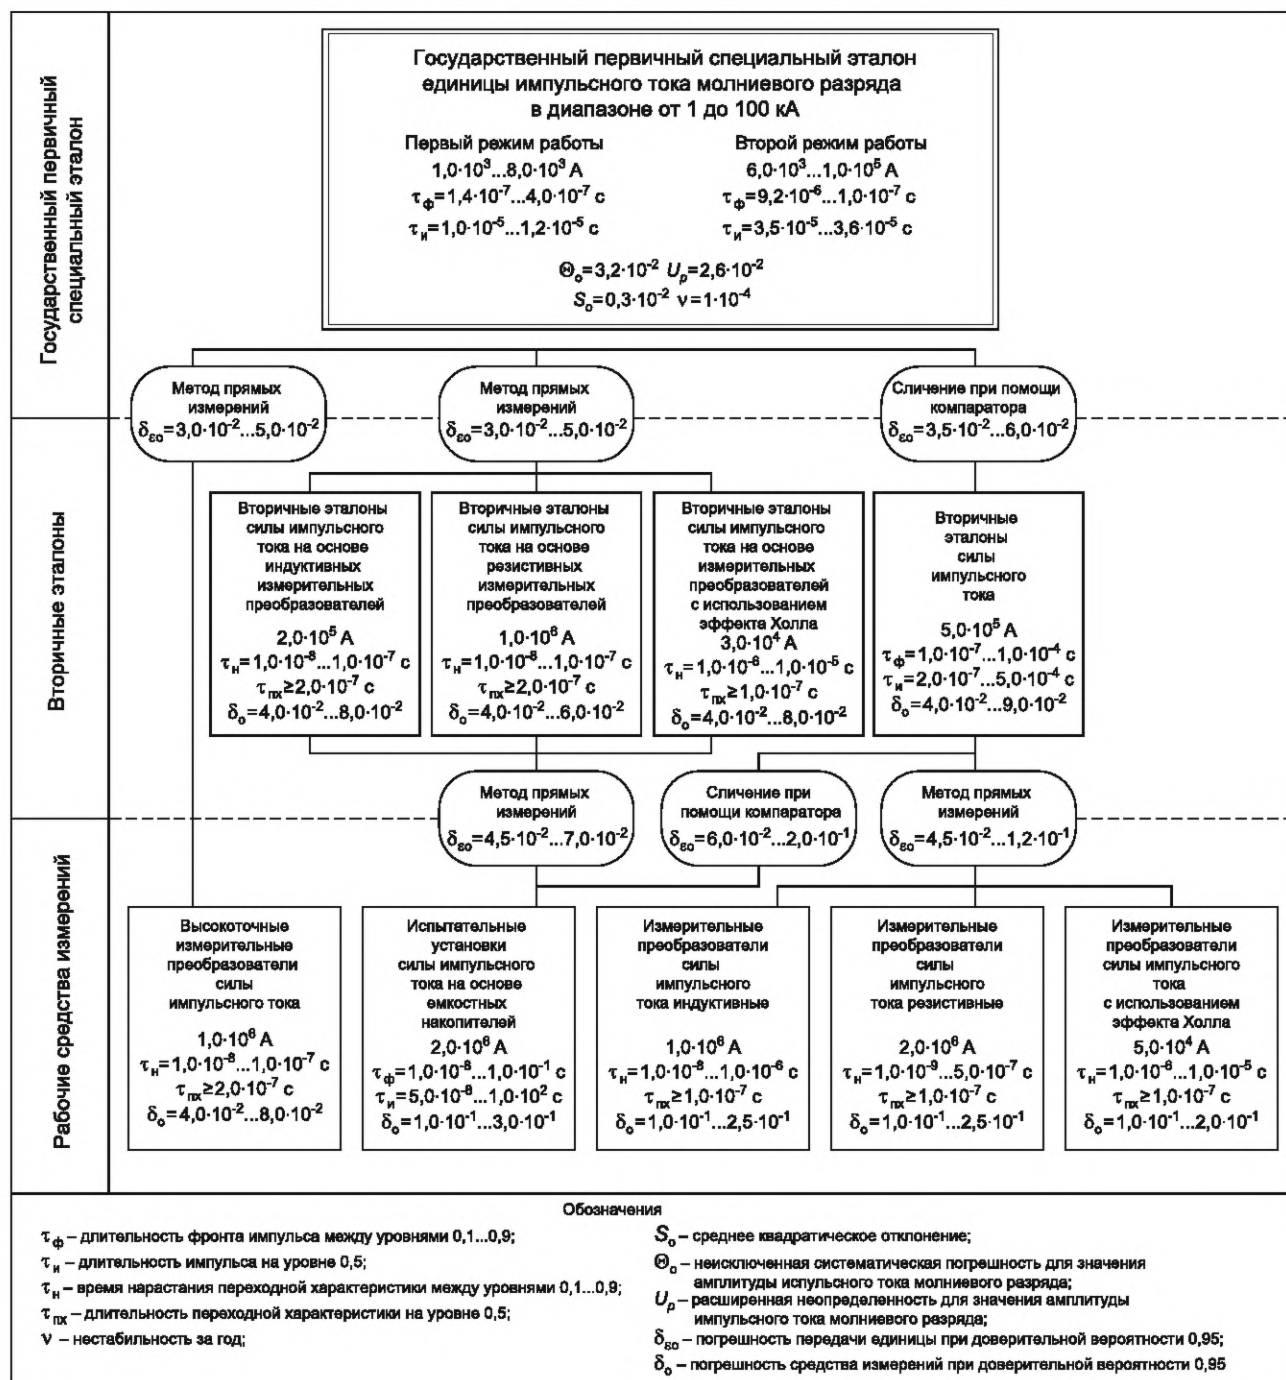 Государственный первичный
специальный эталон
Государственный первичный специальный эталон
единицы импульсного тока молниевого разряда
в диапазоне от 1 до 100 кА
Первый режим работы
1,0·10³...8,0·10³ А
τф=1,4·10⁻⁷...4,0·10⁻⁷ с
τи=1,0·10⁻⁵...1,2·10⁻⁵ с
Второй режим работы
6,0·10³...1,0·10⁵ А
τф=9,2·10⁻⁶...1,0·10⁻⁷ с
τи=3,5·10⁻⁵...3,6·10⁻⁵ с
Θo=3,2·10⁻² Up=2,6·10⁻²
So=0,3·10⁻² ν=1·10⁻⁴
Метод прямых
измерений
δεo=3,0·10⁻²...5,0·10⁻²
Метод прямых
измерений
δεo=3,0·10⁻²...5,0·10⁻²
Сличение при помощи
компаратора
δεo=3,5·10⁻²...6,0·10⁻²
Вторичные эталоны
Вторичные эталоны
силы импульсного
тока на основе
индуктивных
измерительных
преобразователей
2,0·10⁵ А
τн=1,0·10⁻⁸...1,0·10⁻⁷ с
τпх≥2,0·10⁻⁷ с
δo=4,0·10⁻²...8,0·10⁻²
Вторичные эталоны
силы импульсного
тока на основе
резистивных
измерительных
преобразователей
1,0·10⁶ А
τн=1,0·10⁻⁸...1,0·10⁻⁷ с
τпх≥2,0·10⁻⁷ с
δo=4,0·10⁻²...6,0·10⁻²
Вторичные эталоны
силы импульсного
тока на основе
измерительных
преобразователей
с использованием
эффекта Холла
3,0·10⁴ А
τн=1,0·10⁻⁶...1,0·10⁻⁵ с
τпх≥1,0·10⁻⁷ с
δo=4,0·10⁻²...8,0·10⁻²
Вторичные
эталоны
силы
импульсного
тока
5,0·10⁵ А
τф=1,0·10⁻⁷...1,0·10⁻⁴ с
τи=2,0·10⁻⁷...5,0·10⁻⁴ с
δo=4,0·10⁻²...9,0·10⁻²
Метод прямых
измерений
δεo=4,5·10⁻²...7,0·10⁻²
Сличение при
помощи компаратора
δεo=6,0·10⁻²...2,0·10⁻¹
Метод прямых
измерений
δεo=4,5·10⁻²...1,2·10⁻¹
Рабочие средства измерений
Высокоточные
измерительные
преобразователи
силы
импульсного тока
1,0·10⁶ А
τн=1,0·10⁻⁸...1,0·10⁻⁷ с
τпх≥2,0·10⁻⁷ с
δo=4,0·10⁻²...8,0·10⁻²
Испытательные
установки
силы импульсного
тока на основе
емкостных
накопителей
2,0·10⁶ А
τф=1,0·10⁻⁸...1,0·10⁻¹ с
τи=5,0·10⁻⁸...1,0·10² с
δo=1,0·10⁻¹...3,0·10⁻¹
Измерительные
преобразователи
силы
импульсного
тока индуктивные
1,0·10⁶ А
τн=1,0·10⁻⁸...1,0·10⁻⁶ с
τпх≥1,0·10⁻⁷ с
δo=1,0·10⁻¹...2,5·10⁻¹
Измерительные
преобразователи
силы
импульсного
тока резистивные
2,0·10⁶ А
τн=1,0·10⁻⁹...5,0·10⁻⁷ с
τпх≥1,0·10⁻⁷ с
δo=1,0·10⁻¹...2,5·10⁻¹
Измерительные
преобразователи
силы импульсного
тока
с использованием
эффекта Холла
5,0·10⁴ А
τн=1,0·10⁻⁶...1,0·10⁻⁵ с
τпх≥1,0·10⁻⁷ с
δo=1,0·10⁻¹...2,0·10⁻¹
Обозначения
τф – длительность фронта импульса между уровнями 0,1...0,9;
τи – длительность импульса на уровне 0,5;
τн – время нарастания переходной характеристики между уровнями 0,1...0,9;
τпх – длительность переходной характеристики на уровне 0,5;
ν – нестабильность за год;
So – среднее квадратическое отклонение;
Θo – неисключенная систематическая погрешность для значения
амплитуды испульсного тока молниевого разряда;
Up – расширенная неопределенность для значения амплитуды
импульсного тока молниевого разряда;
δεo – погрешность передачи единицы при доверительной вероятности 0,95;
δo – погрешность средства измерений при доверительной вероятности 0,95